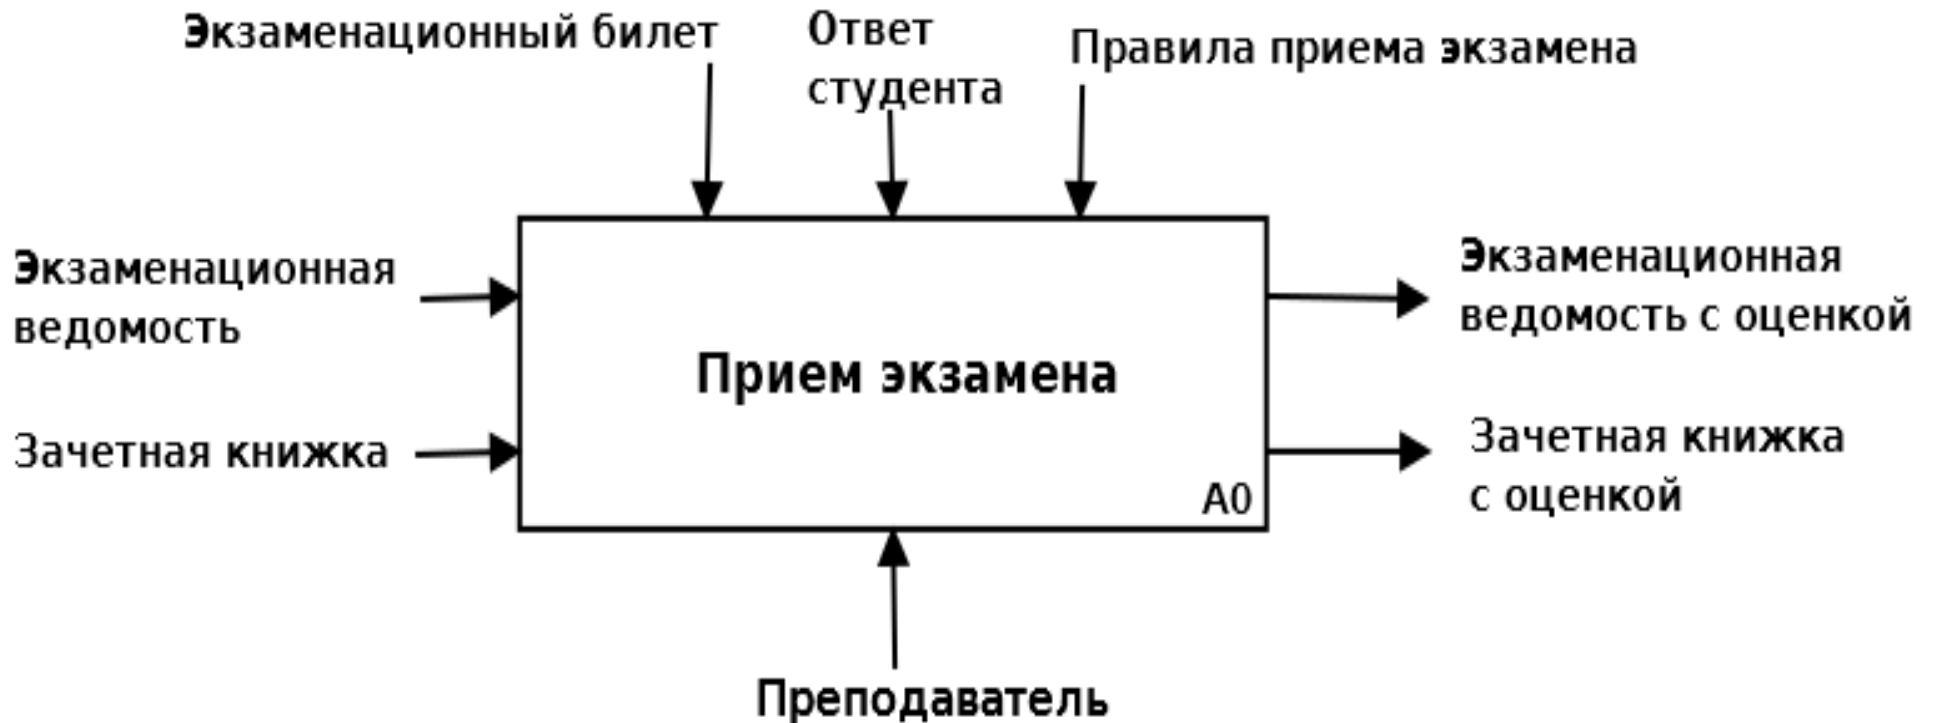 Экзаменационный билет
Ответ
студента
Правила приема экзамена
Экзаменационная
ведомость
Зачетная книжка
Прием экзамена
А0
Экзаменационная
ведомость с оценкой
Зачетная книжка
с оценкой
Преподаватель